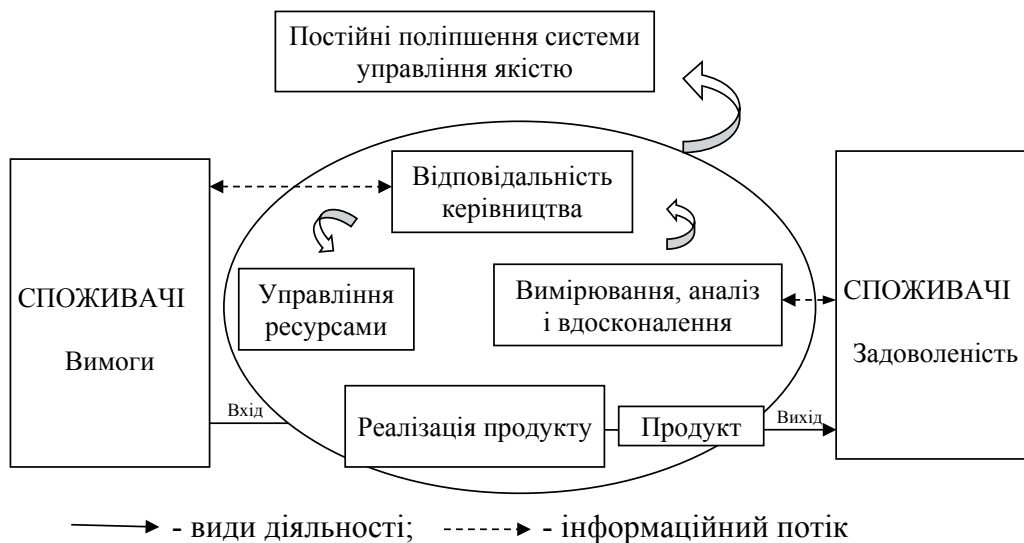 Постійні поліпшення системи
управління якістю
Відповідальність
керівництва
СПОЖИВАЧІ
Вимоги
Управління
ресурсами
Вимірювання, аналіз
і вдосконалення
СПОЖИВАЧІ
Задоволеність
Вхід
Реалізація продукту
Продукт
Вихід
- види діяльності;
- інформаційний потік